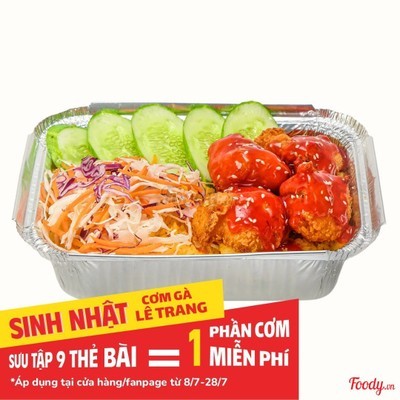 SINH NHẬT
CƠM GÀ
LÊ TRANG
SƯU TẬP 9 THẺ BÀI = 1 PHẦN CƠM
MIỄN PHÍ
*Áp dụng tại cửa hàng/fanpage từ 8/7-28/7
Foody.vn